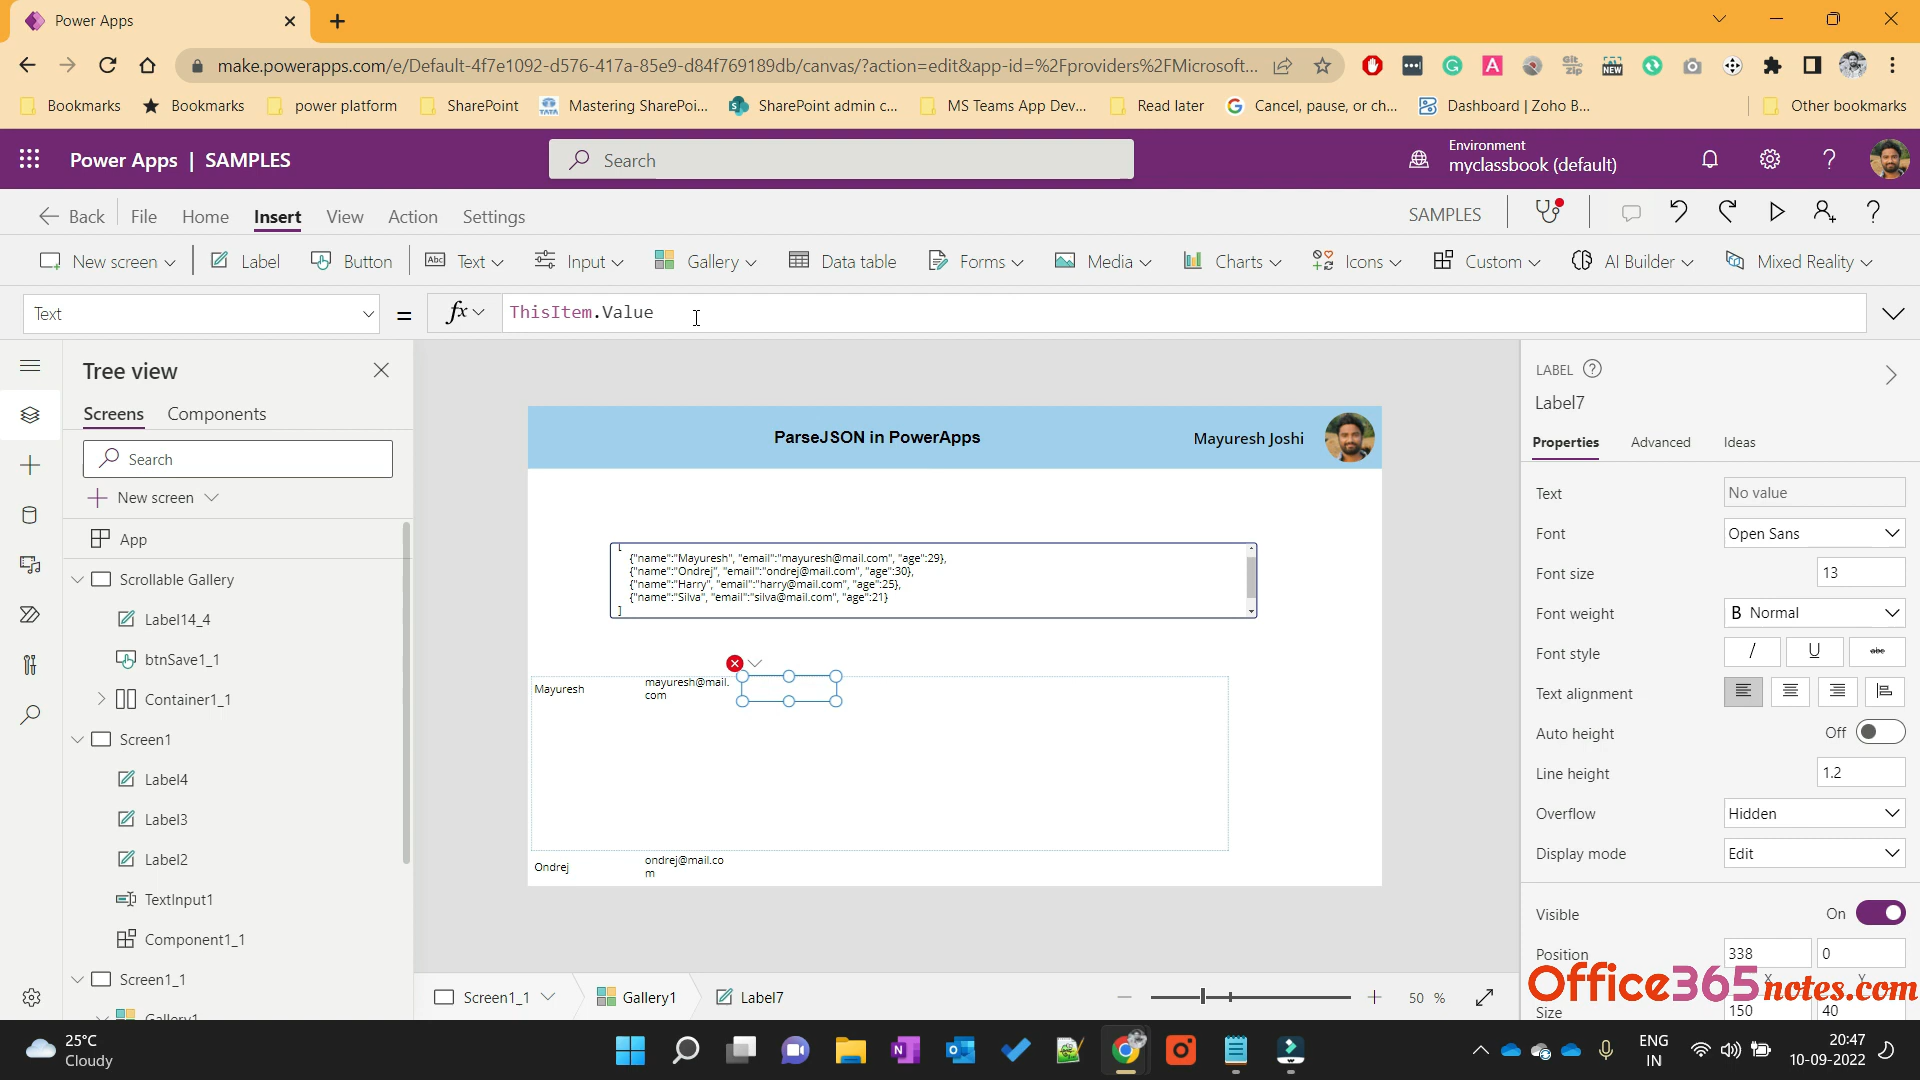 Power Apps
make.powerapps.com/e/Default-4f7e1092-d576-417a-85e9-d84f769189db/canvas/?action=edit&app-id=%2Fproviders%2FMicrosoft...
Bookmarks
Bookmarks
power platform
SharePoint
Mastering SharePoi...
SharePoint admin c...
MS Teams App Dev...
Read later
Cancel, pause, or ch...
Dashboard | Zoho B...
Other bookmarks
Power Apps | SAMPLES
Search
Environment
myclassbook (default)
Back
File
Home
Insert
View
Action
Settings
SAMPLES
New screen
Label
Button
Text
Input
Gallery
Data table
Forms
Media
Charts
Icons
Custom
AI Builder
Mixed Reality
Text
=
fx
ThisItem.Value
Tree view
Screens
Components
Search
New screen
App
Scrollable Gallery
Label14_4
btnSave1_1
Container1_1
Screen1
Label4
Label3
Label2
TextInput1
Component1_1
Screen1_1
Gallery1
ParseJSON in PowerApps
Mayuresh Joshi
[
{"name":"Mayuresh", "email":"mayuresh@mail.com", "age":29},
{"name":"Ondrej", "email":"ondrej@mail.com", "age":30},
{"name":"Harry", "email":"harry@mail.com", "age":25},
{"name":"Silva", "email":"silva@mail.com", "age":21}
]
Mayuresh
mayuresh@mail.
com
Ondrej
ondrej@mail.co
m
Screen1_1
Gallery1
Label7
50 %
LABEL
Label7
Properties
Advanced
Ideas
Text
No value
Font
Open Sans
Font size
13
Font weight
B Normal
Font style
/
U
abc
Text alignment
Auto height
Off
Line height
1.2
Overflow
Hidden
Display mode
Edit
Visible
On
Position
338
0
X
Y
Size
150
40
Office365notes.com
25°C
Cloudy
ENG
IN
20:47
10-09-2022